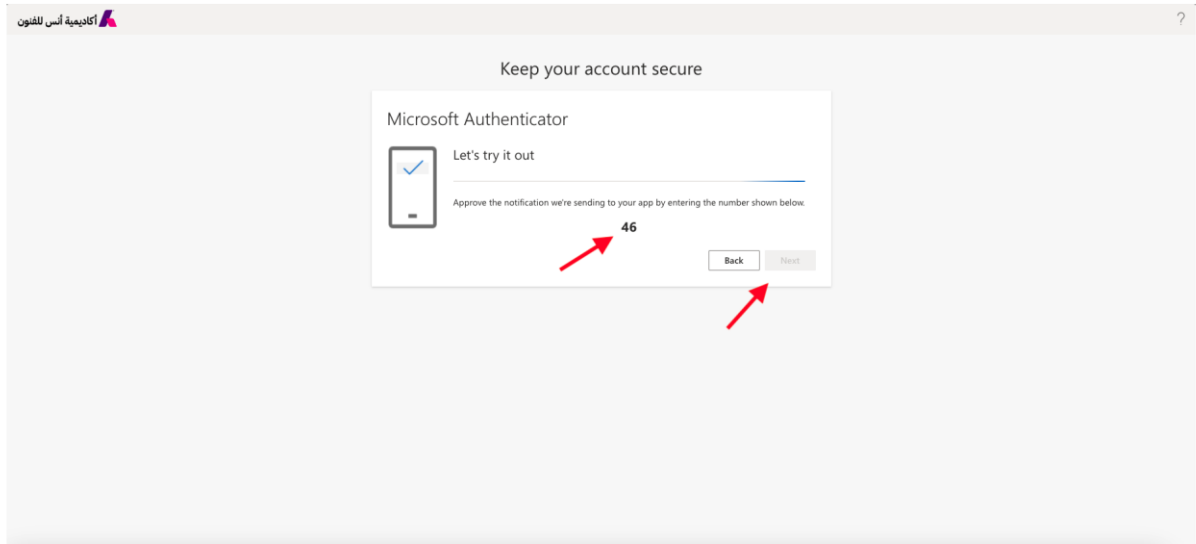 أكاديمية أنس للفنون
?
Keep your account secure
Microsoft Authenticator
Let's try it out
Approve the notification we're sending to your app by entering the number shown below.
46
Back Next